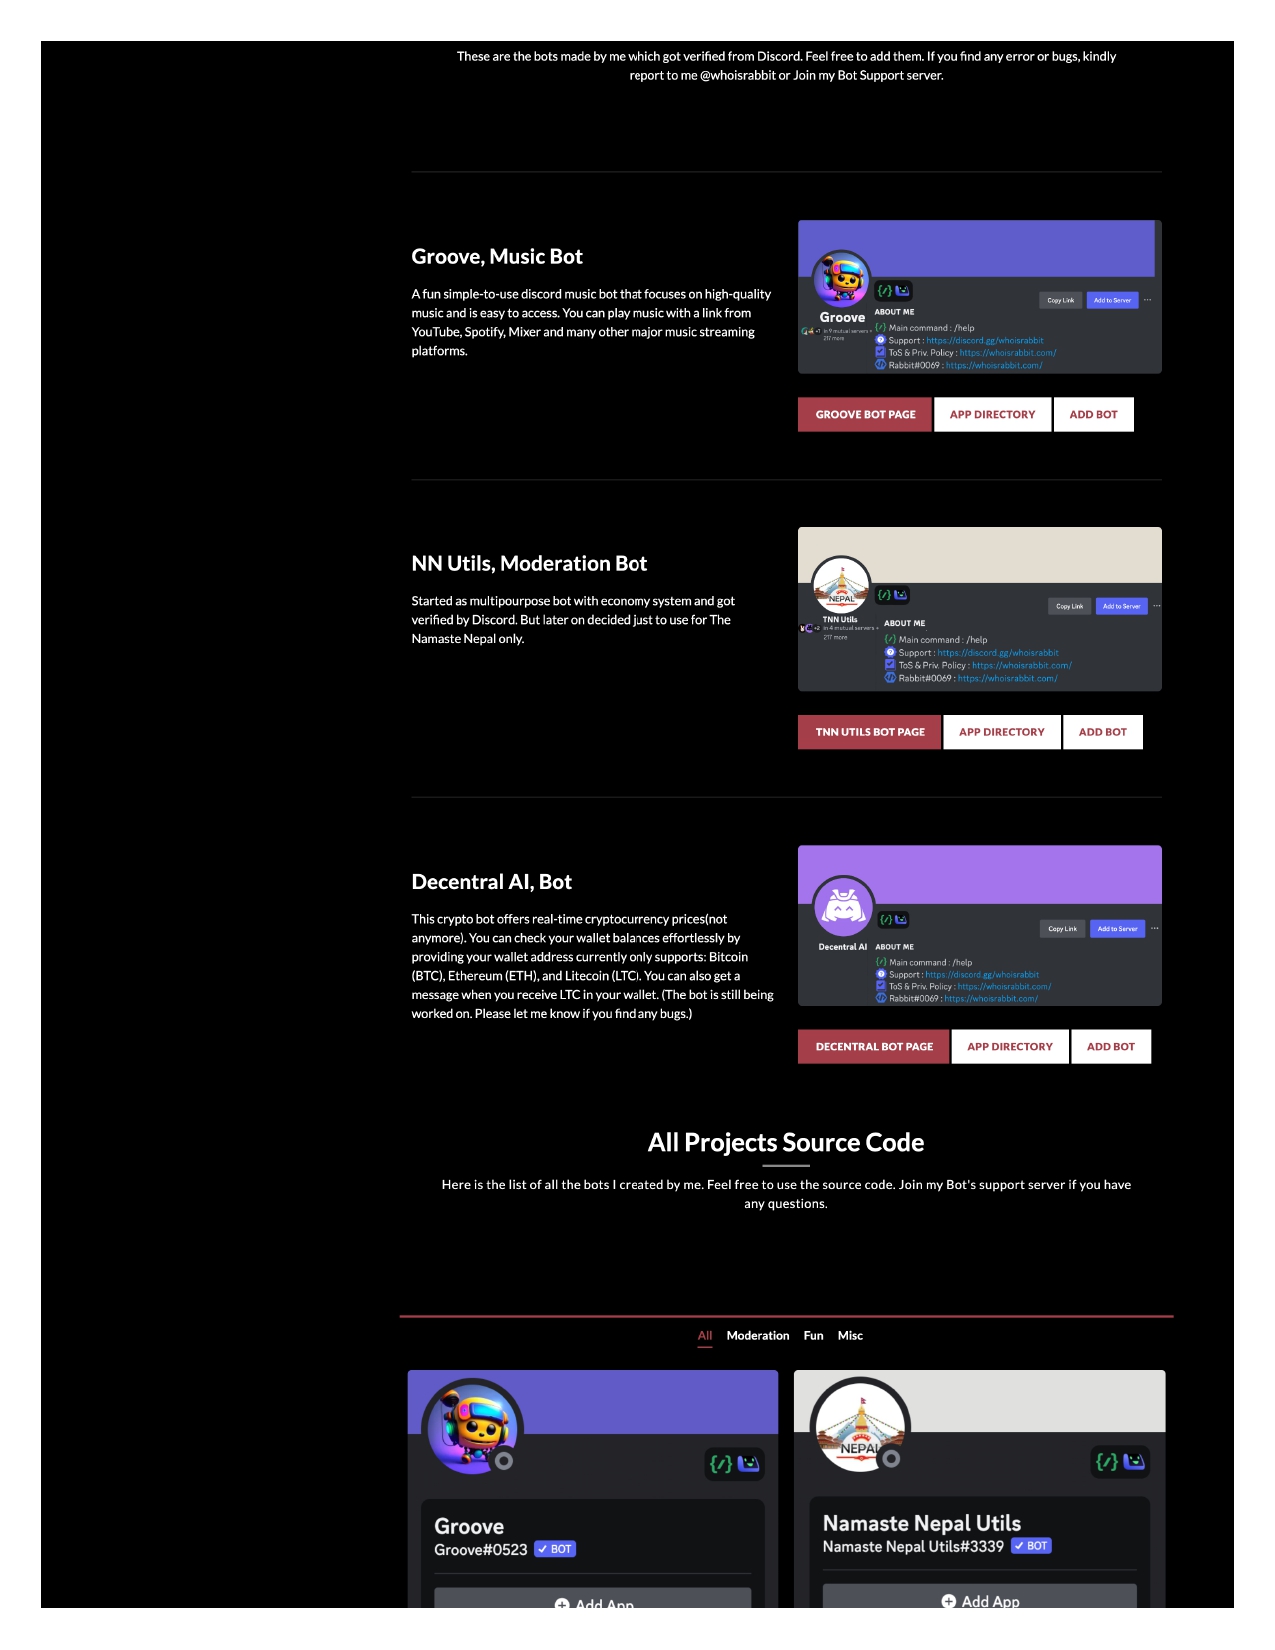 These are the bots made by me which got verified from Discord. Feel free to add them. If you find any error or bugs, kindly
report to me @whoisrabbit or Join my Bot Support server.
Groove, Music Bot
A fun simple-to-use discord music bot that focuses on high-quality
music and is easy to access. You can play music with a link from
YouTube, Spotify, Mixer and many other major music streaming
platforms.
Copy Link
Add to Server
Groove
in 9 mutual servers +
217 more
ABOUT ME
Main command : /help
Support : https://discord.gg/whoisrabbit
ToS & Priv. Policy : https://whoisrabbit.com/
Rabbit#0069 : https://whoisrabbit.com/
GROOVE BOT PAGE
APP DIRECTORY
ADD BOT
NN Utils, Moderation Bot
Started as multipourpose bot with economy system and got
verified by Discord. But later on decided just to use for The
Namaste Nepal only.
NEPAL
Copy Link
Add to Server
TNN Utils
in 4 mutual servers +
217 more
ABOUT ME
Main command : /help
Support : https://discord.gg/whoisrabbit
ToS & Priv. Policy : https://whoisrabbit.com/
Rabbit#0069 : https://whoisrabbit.com/
TNN UTILS BOT PAGE
APP DIRECTORY
ADD BOT
Decentral AI, Bot
This crypto bot offers real-time cryptocurrency prices(not
anymore). You can check your wallet balances effortlessly by
providing your wallet address currently only supports: Bitcoin
(BTC), Ethereum (ETH), and Litecoin (LTC). You can also get a
message when you receive LTC in your wallet. (The bot is still being
worked on. Please let me know if you find any bugs.)
Copy Link
Add to Server
Decentral AI
ABOUT ME
Main command : /help
Support : https://discord.gg/whoisrabbit
ToS & Priv. Policy : https://whoisrabbit.com/
Rabbit#0069 : https://whoisrabbit.com/
DECENTRAL BOT PAGE
APP DIRECTORY
ADD BOT
All Projects Source Code
Here is the list of all the bots I created by me. Feel free to use the source code. Join my Bot's support server if you have
any questions.
All Moderation Fun Misc
Groove
Groove#0523 BOT
Add App
NEPAL
Namaste Nepal Utils
Namaste Nepal Utils#3339 BOT
Add App